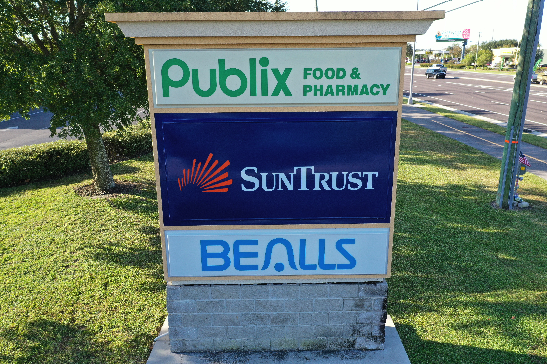 Publix FOOD &
PHARMACY
SUNTRUST
BEALLS